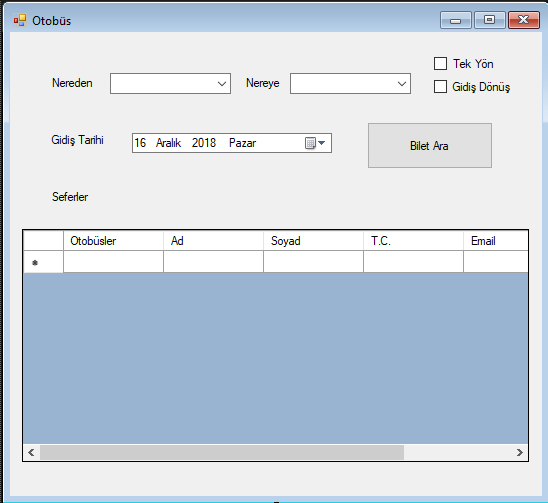 Otobüs
Tek Yön
Nereden Nereye
Gidiş Dönüş
Gidiş Tarihi 16 Aralık 2018 Pazar
Bilet Ara
Seferler
Otobüsler Ad Soyad T.C. Email